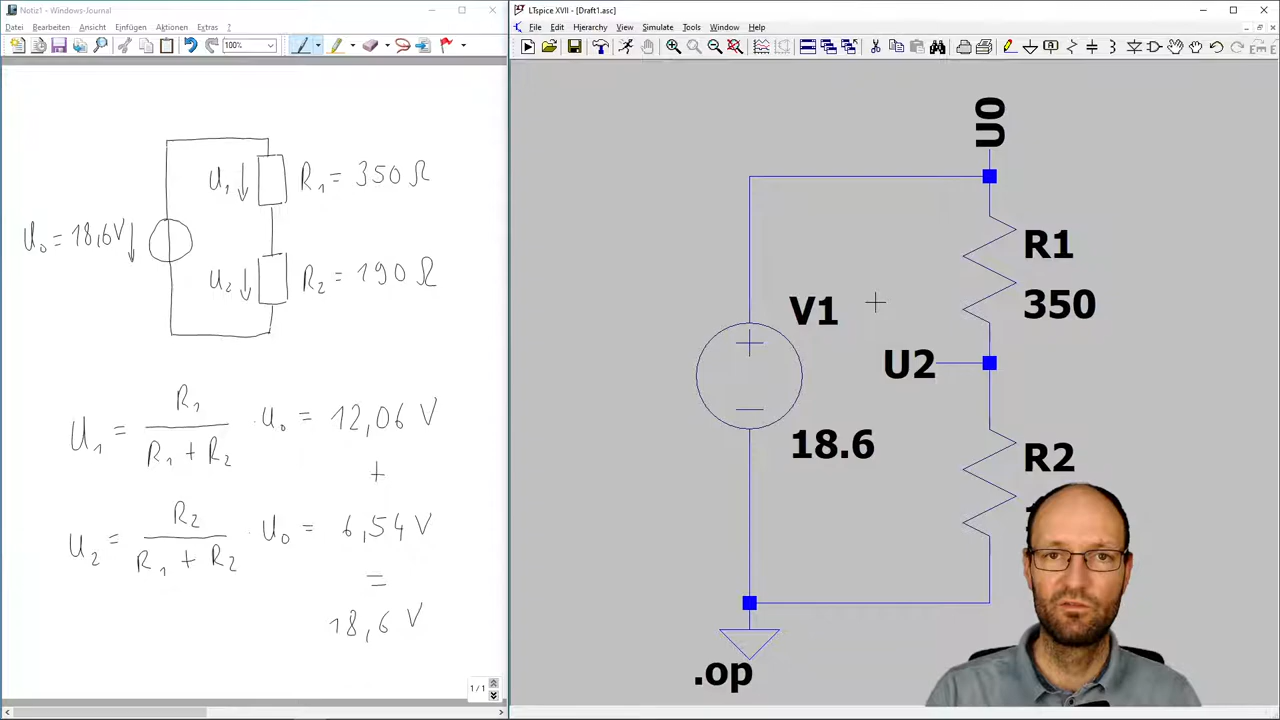 Notiz1 - Windows-Journal
Datei Bearbeiten Ansicht Einfügen Aktionen Extras ?
100%
R1 = 350 Ω
U1 ↓
U0 = 18,6V ↓
U2 ↓
R2 = 190 Ω
U1 = R1 / (R1 + R2) · U0 = 12,06 V
+
U2 = R2 / (R1 + R2) · U0 = 6,54 V
=
18,6 V
1/1
LTspice XVII - [Draft1.asc]
File Edit Hierarchy View Simulate Tools Window Help
U0
R1
350
V1
+
U2
−
18.6
R2
.op